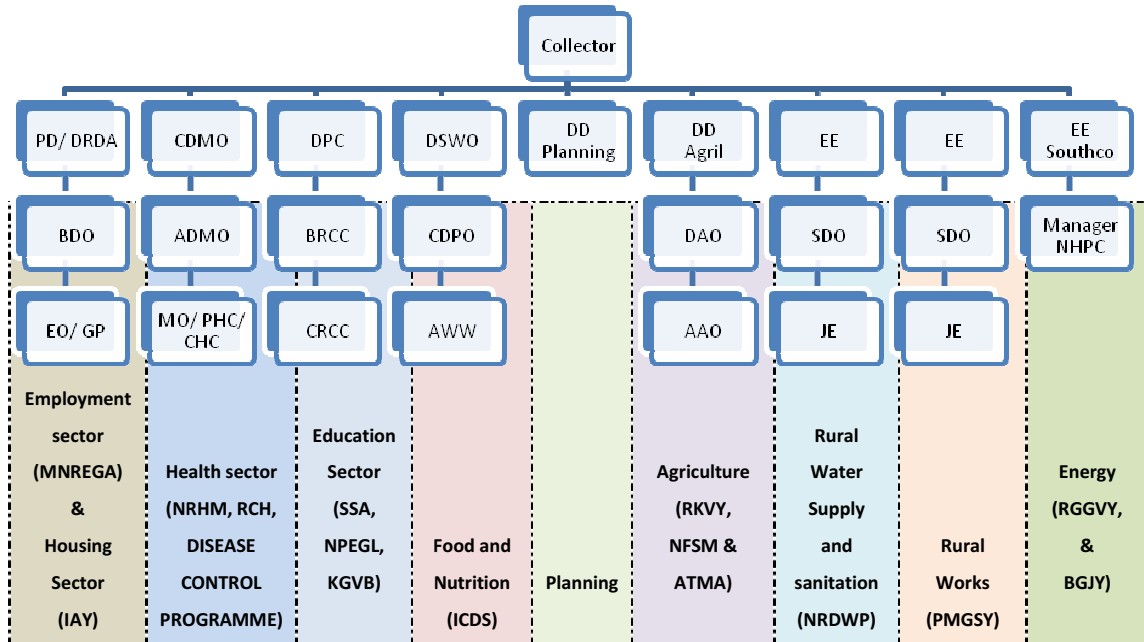 Collector
PD/ DRDA
CDMO
DPC
DSWO
DD
Planning
DD
Agril
EE
EE
EE
Southco
BDO
ADMO
BRCC
CDPO
DAO
SDO
SDO
Manager
NHPC
EO/ GP
MO/ PHC/
CHC
CRCC
AWW
AAO
JE
JE
Employment
sector
(MNREGA)
&
Housing
Sector
(IAY)
Health sector
(NRHM, RCH,
DISEASE
CONTROL
PROGRAMME)
Education
Sector
(SSA,
NPEGL,
KGVB)
Food and
Nutrition
(ICDS)
Planning
Agriculture
(RKVY,
NFSM &
ATMA)
Rural
Water
Supply
and
sanitation
(NRDWP)
Rural
Works
(PMGSY)
Energy
(RGGVY,
&
BGJY)